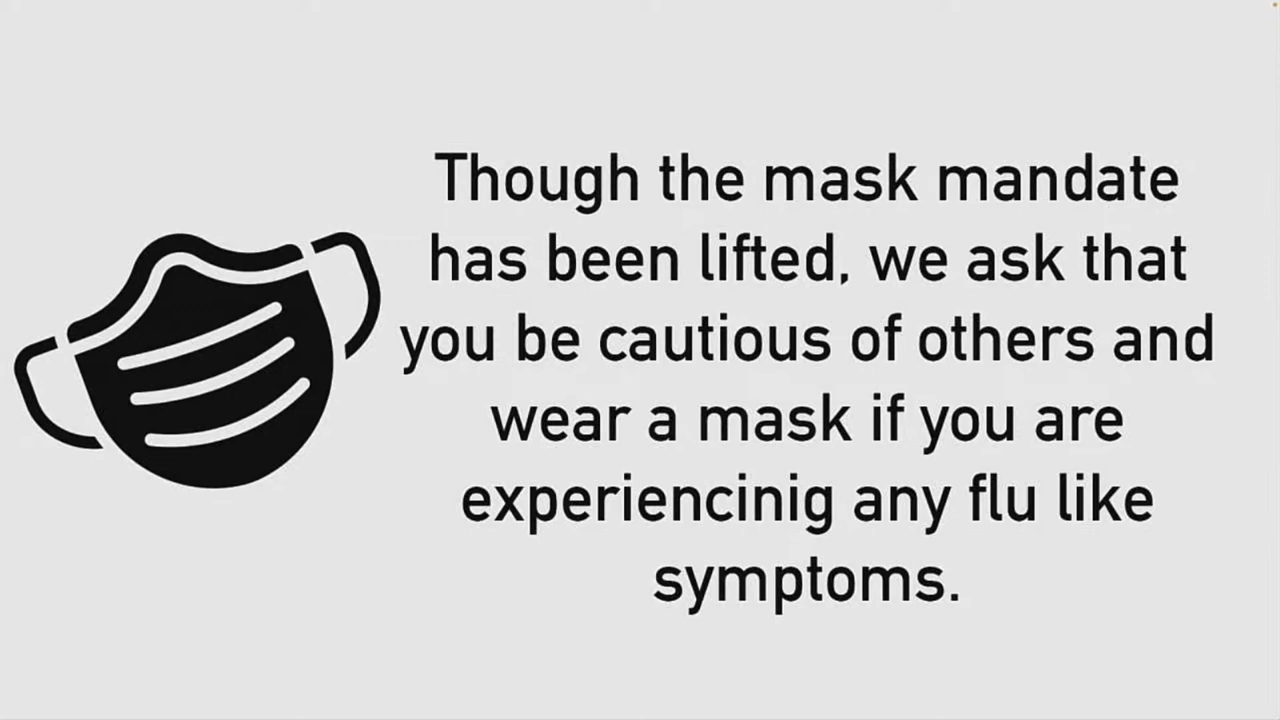 Though the mask mandate
has been lifted, we ask that
you be cautious of others and
wear a mask if you are
experiencinig any flu like
symptoms.